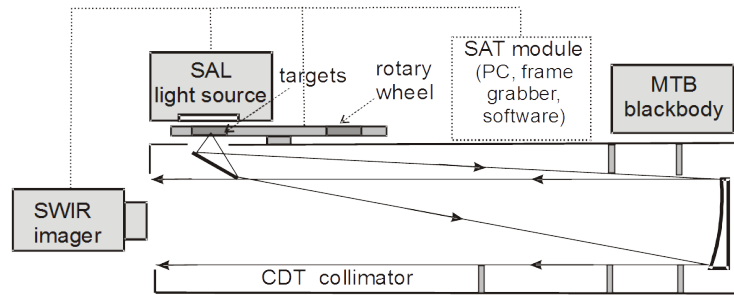 SAL
light source
targets
rotary
wheel
SAT module
(PC, frame
grabber,
software)
MTB
blackbody
SWIR
imager
CDT collimator